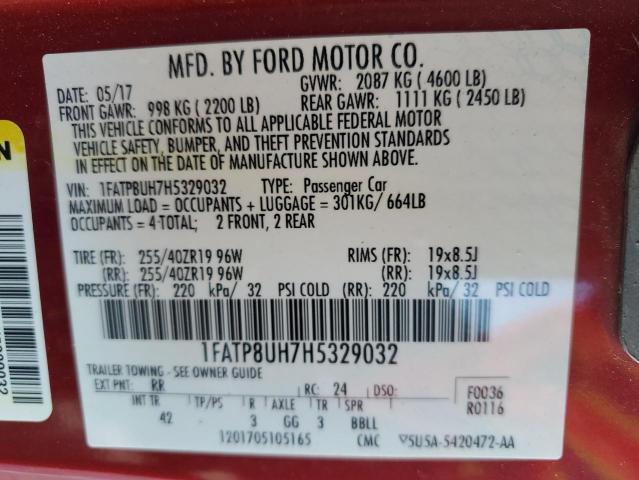 MFD. BY FORD MOTOR CO.
DATE: 05/17 GVWR: 2087 KG ( 4600 LB)
FRONT GAWR: 998 KG ( 2200 LB) REAR GAWR: 1111 KG ( 2450 LB)
THIS VEHICLE CONFORMS TO ALL APPLICABLE FEDERAL MOTOR
VEHICLE SAFETY, BUMPER, AND THEFT PREVENTION STANDARDS
IN EFFECT ON THE DATE OF MANUFACTURE SHOWN ABOVE.
VIN: 1FATP8UH7H5329032 TYPE: Passenger Car
MAXIMUM LOAD = OCCUPANTS + LUGGAGE = 301KG/ 664LB
OCCUPANTS = 4 TOTAL; 2 FRONT, 2 REAR
TIRE (FR): 255/40ZR19 96W RIMS (FR): 19x8.5J
(RR): 255/40ZR19 96W (RR): 19x8.5J
PRESSURE (FR): 220 kPa/ 32 PSI COLD (RR): 220 kPa/ 32 PSI COLD
1FATP8UH7H5329032
TRAILER TOWING - SEE OWNER GUIDE
EXT PNT: RR RC: 24 DSO: F0036
R0116
INT TR TP/PS R AXLE TR SPR
42 3 GG 3 BBLL
1201705105165 CMC 5U5A-5420472-AA